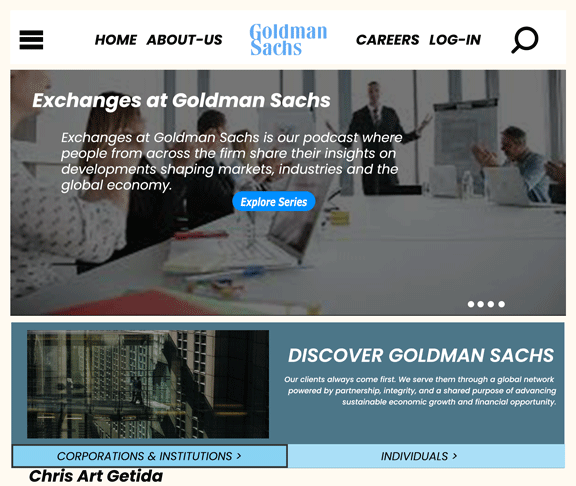 HOME ABOUT-US Goldman Sachs CAREERS LOG-IN
Exchanges at Goldman Sachs
Exchanges at Goldman Sachs is our podcast where
people from across the firm share their insights on
developments shaping markets, industries and the
global economy.
Explore Series
DISCOVER GOLDMAN SACHS
Our clients always come first. We serve them through a global network
powered by partnership, integrity, and a shared purpose of advancing
sustainable economic growth and financial opportunity.
CORPORATIONS & INSTITUTIONS > INDIVIDUALS >
Chris Art Getida